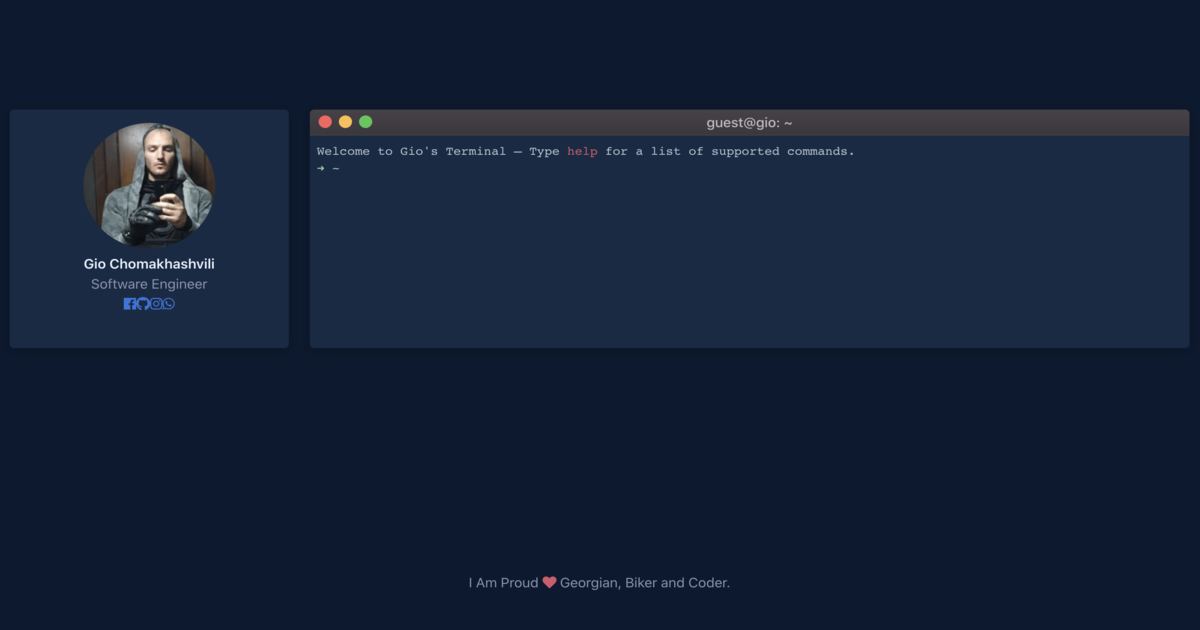 Gio Chomakhashvili
Software Engineer
guest@gio: ~
Welcome to Gio's Terminal — Type help for a list of supported commands.
➜ ~
I Am Proud ❤ Georgian, Biker and Coder.